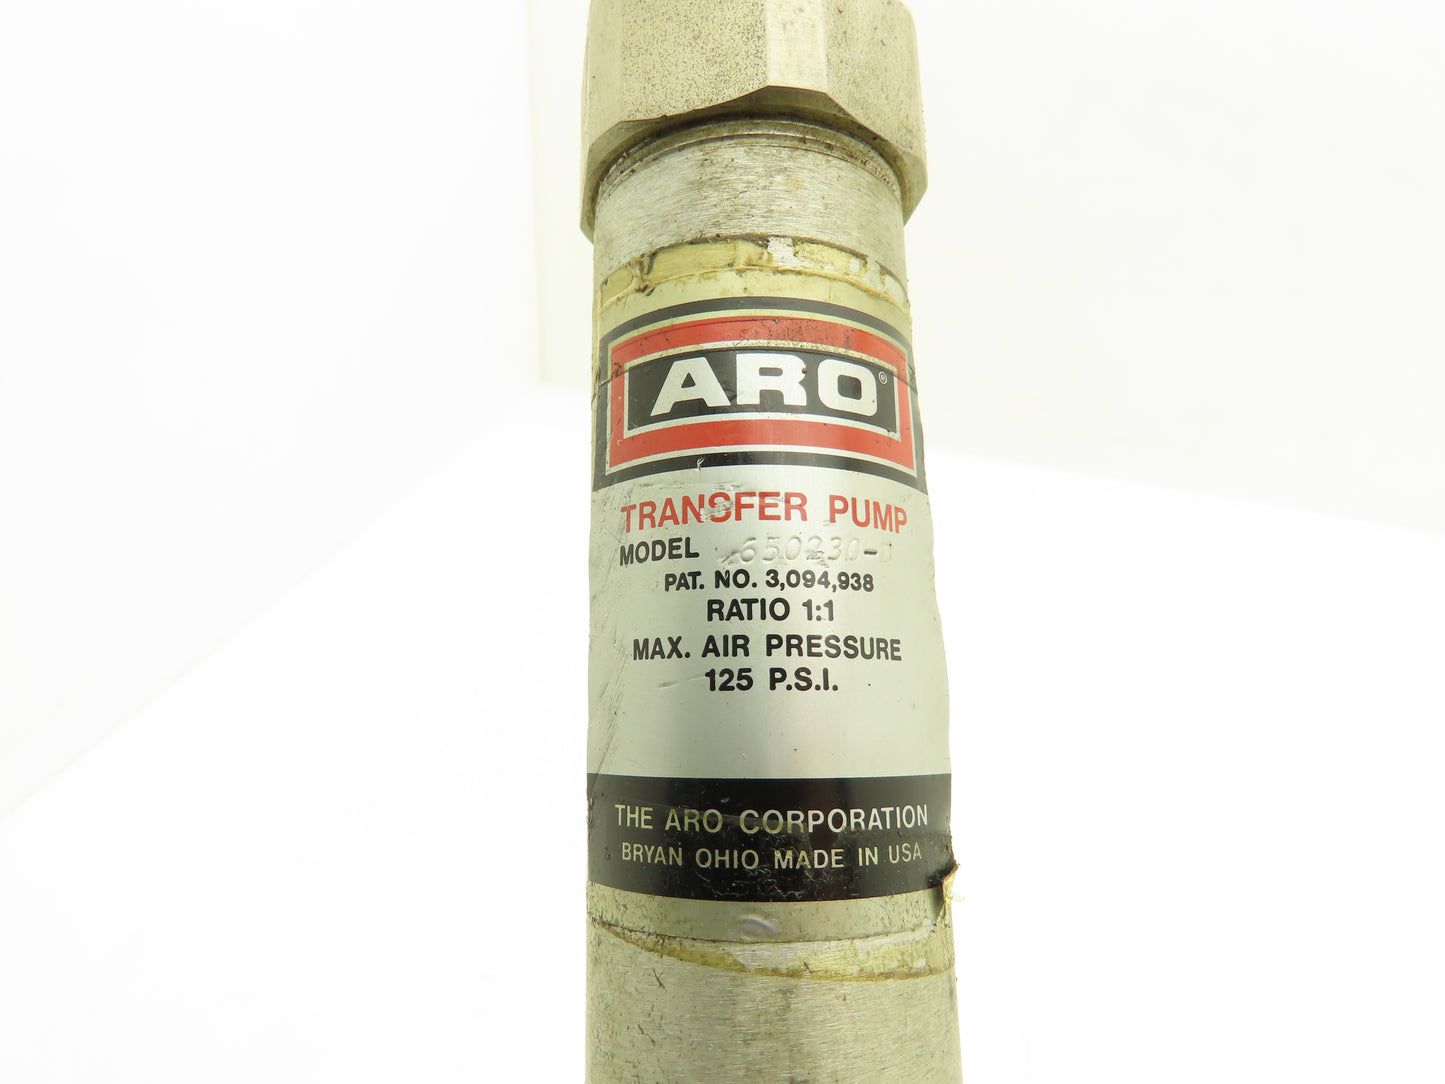 ARO®
TRANSFER PUMP
MODEL 650230-
PAT. NO. 3,094,938
RATIO 1:1
MAX. AIR PRESSURE
125 P.S.I.
THE ARO CORPORATION
BRYAN OHIO MADE IN USA